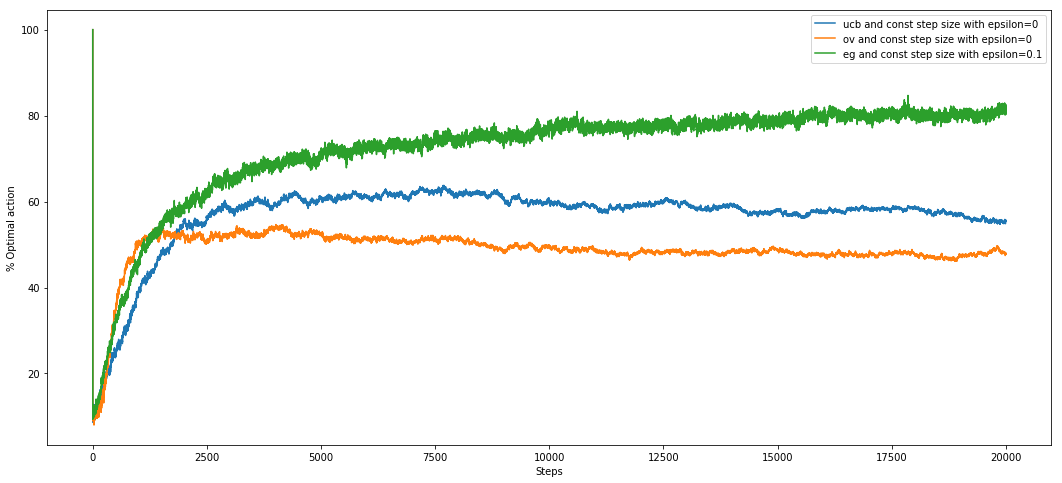 ucb and const step size with epsilon=0
ov and const step size with epsilon=0
eg and const step size with epsilon=0.1
% Optimal action
100
80
60
40
20
0
2500
5000
7500
10000
12500
15000
17500
20000
Steps